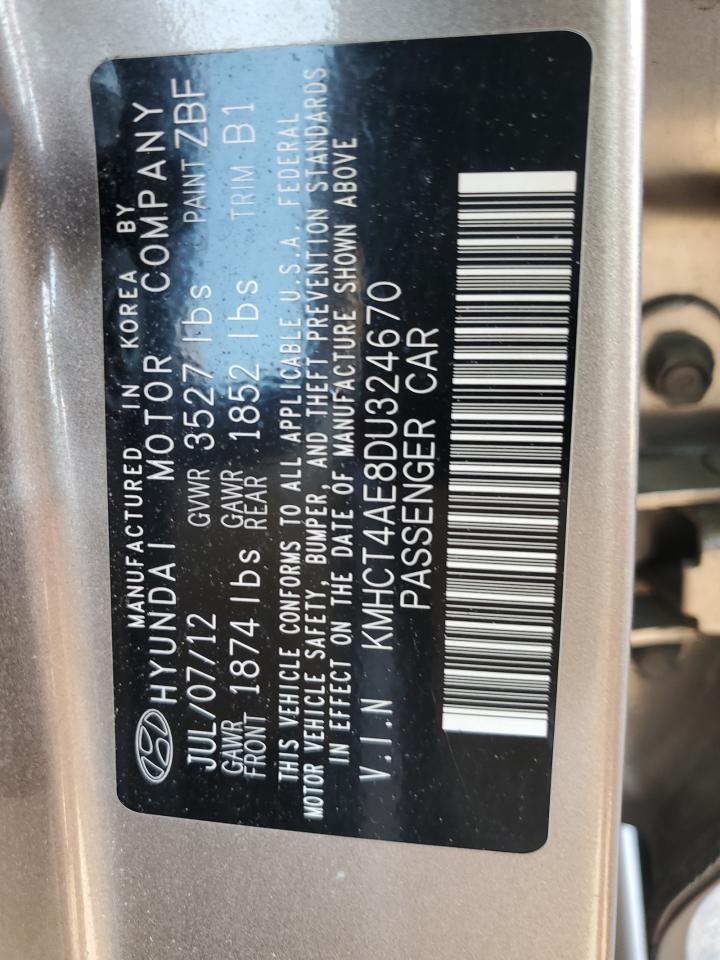 MANUFACTURED IN KOREA BY
HYUNDAI MOTOR COMPANY
JUL/07/12 GVWR 3527 lbs PAINT ZBF
GAWR FRONT 1874 lbs GAWR REAR 1852 lbs TRIM B1
THIS VEHICLE CONFORMS TO ALL APPLICABLE U.S.A. FEDERAL
MOTOR VEHICLE SAFETY, BUMPER, AND THEFT PREVENTION STANDARDS
IN EFFECT ON THE DATE OF MANUFACTURE SHOWN ABOVE
V.I.N KMHCT4AE8DU324670
PASSENGER CAR